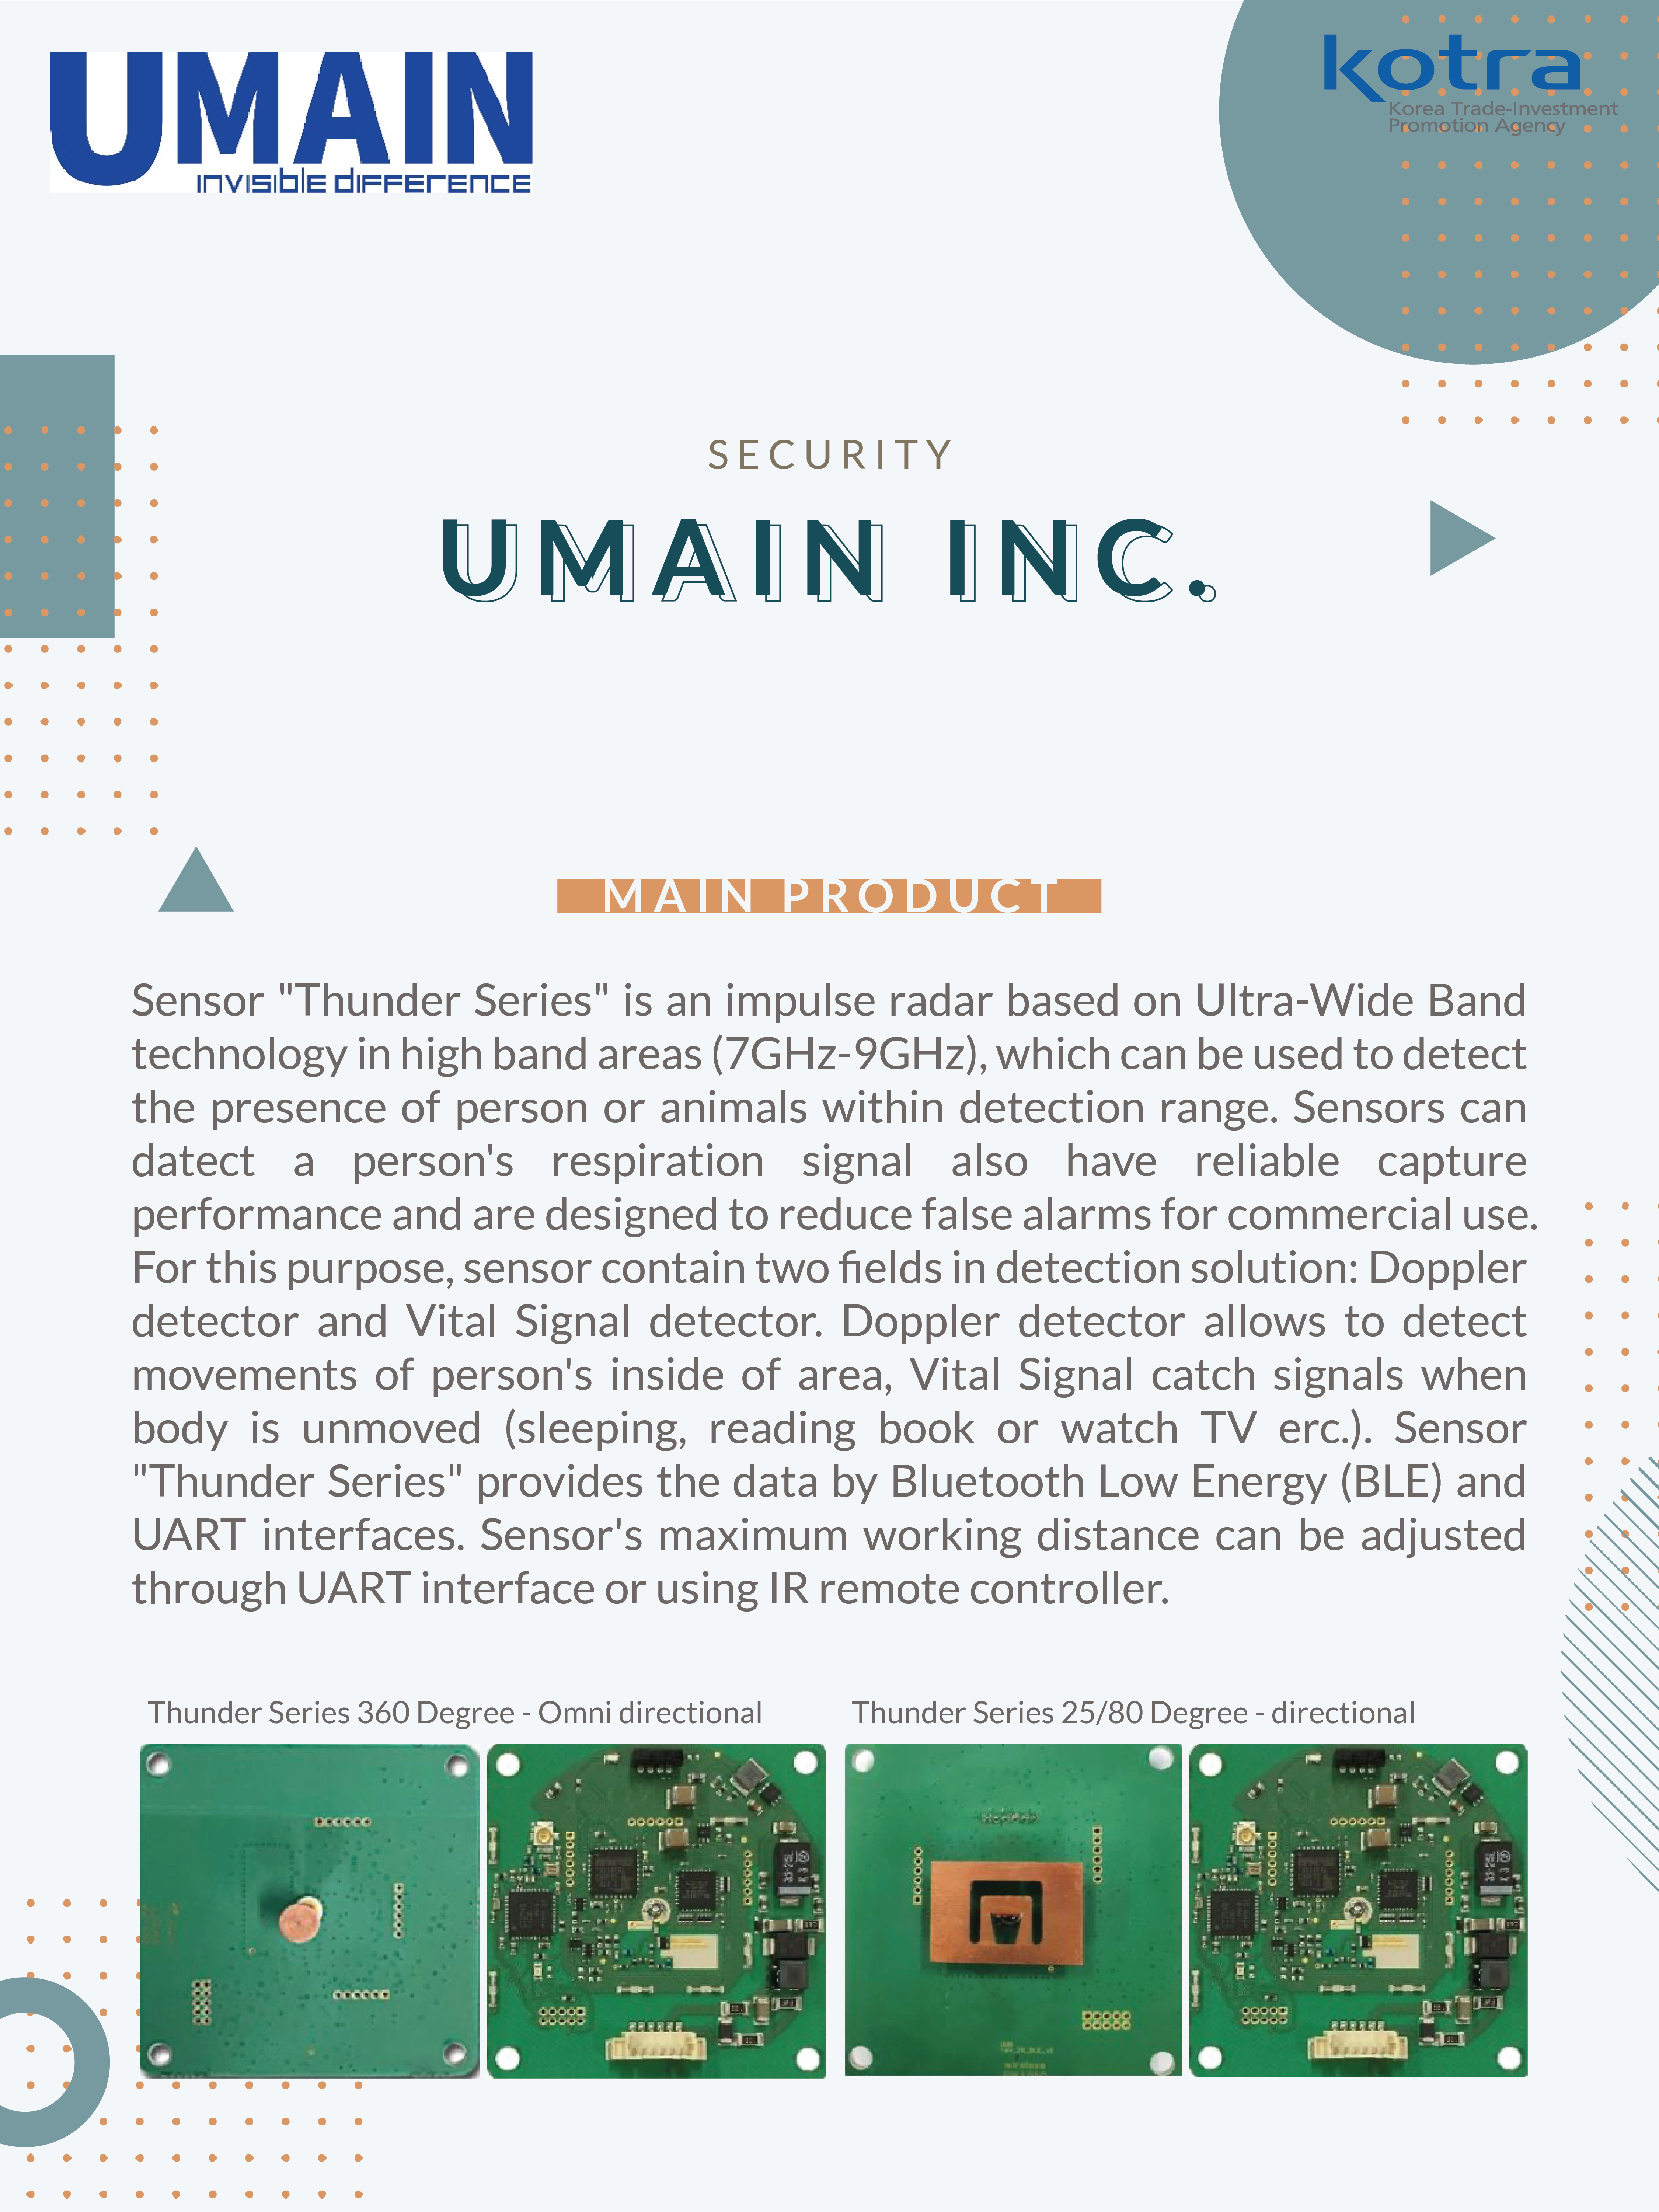 UMAIN
INVISIBLE DIFFERENCE
kotra
Korea Trade-Investment
Promotion Agency
SECURITY
UMAIN INC.
MAIN PRODUCT
Sensor "Thunder Series" is an impulse radar based on Ultra-Wide Band
technology in high band areas (7GHz-9GHz), which can be used to detect
the presence of person or animals within detection range. Sensors can
datect a person's respiration signal also have reliable capture
performance and are designed to reduce false alarms for commercial use.
For this purpose, sensor contain two fields in detection solution: Doppler
detector and Vital Signal detector. Doppler detector allows to detect
movements of person's inside of area, Vital Signal catch signals when
body is unmoved (sleeping, reading book or watch TV erc.). Sensor
"Thunder Series" provides the data by Bluetooth Low Energy (BLE) and
UART interfaces. Sensor's maximum working distance can be adjusted
through UART interface or using IR remote controller.
Thunder Series 360 Degree - Omni directional
Thunder Series 25/80 Degree - directional